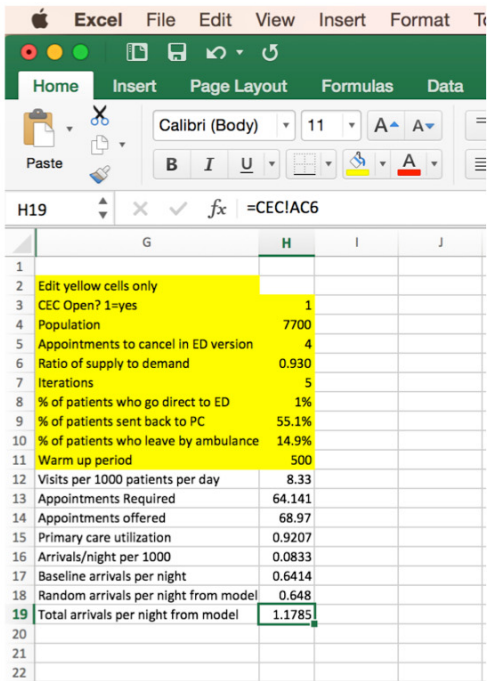 Excel File Edit View Insert Format
Home Insert Page Layout Formulas Data
Paste Calibri (Body) 11 A A
B I U A
H19 fx =CEC!AC6
G H I J
1
2 Edit yellow cells only
3 CEC Open? 1=yes 1
4 Population 7700
5 Appointments to cancel in ED version 4
6 Ratio of supply to demand 0.930
7 Iterations 5
8 % of patients who go direct to ED 1%
9 % of patients sent back to PC 55.1%
10 % of patients who leave by ambulance 14.9%
11 Warm up period 500
12 Visits per 1000 patients per day 8.33
13 Appointments Required 64.141
14 Appointments offered 68.97
15 Primary care utilization 0.9207
16 Arrivals/night per 1000 0.0833
17 Baseline arrivals per night 0.6414
18 Random arrivals per night from model 0.648
19 Total arrivals per night from model 1.1785
20
21
22